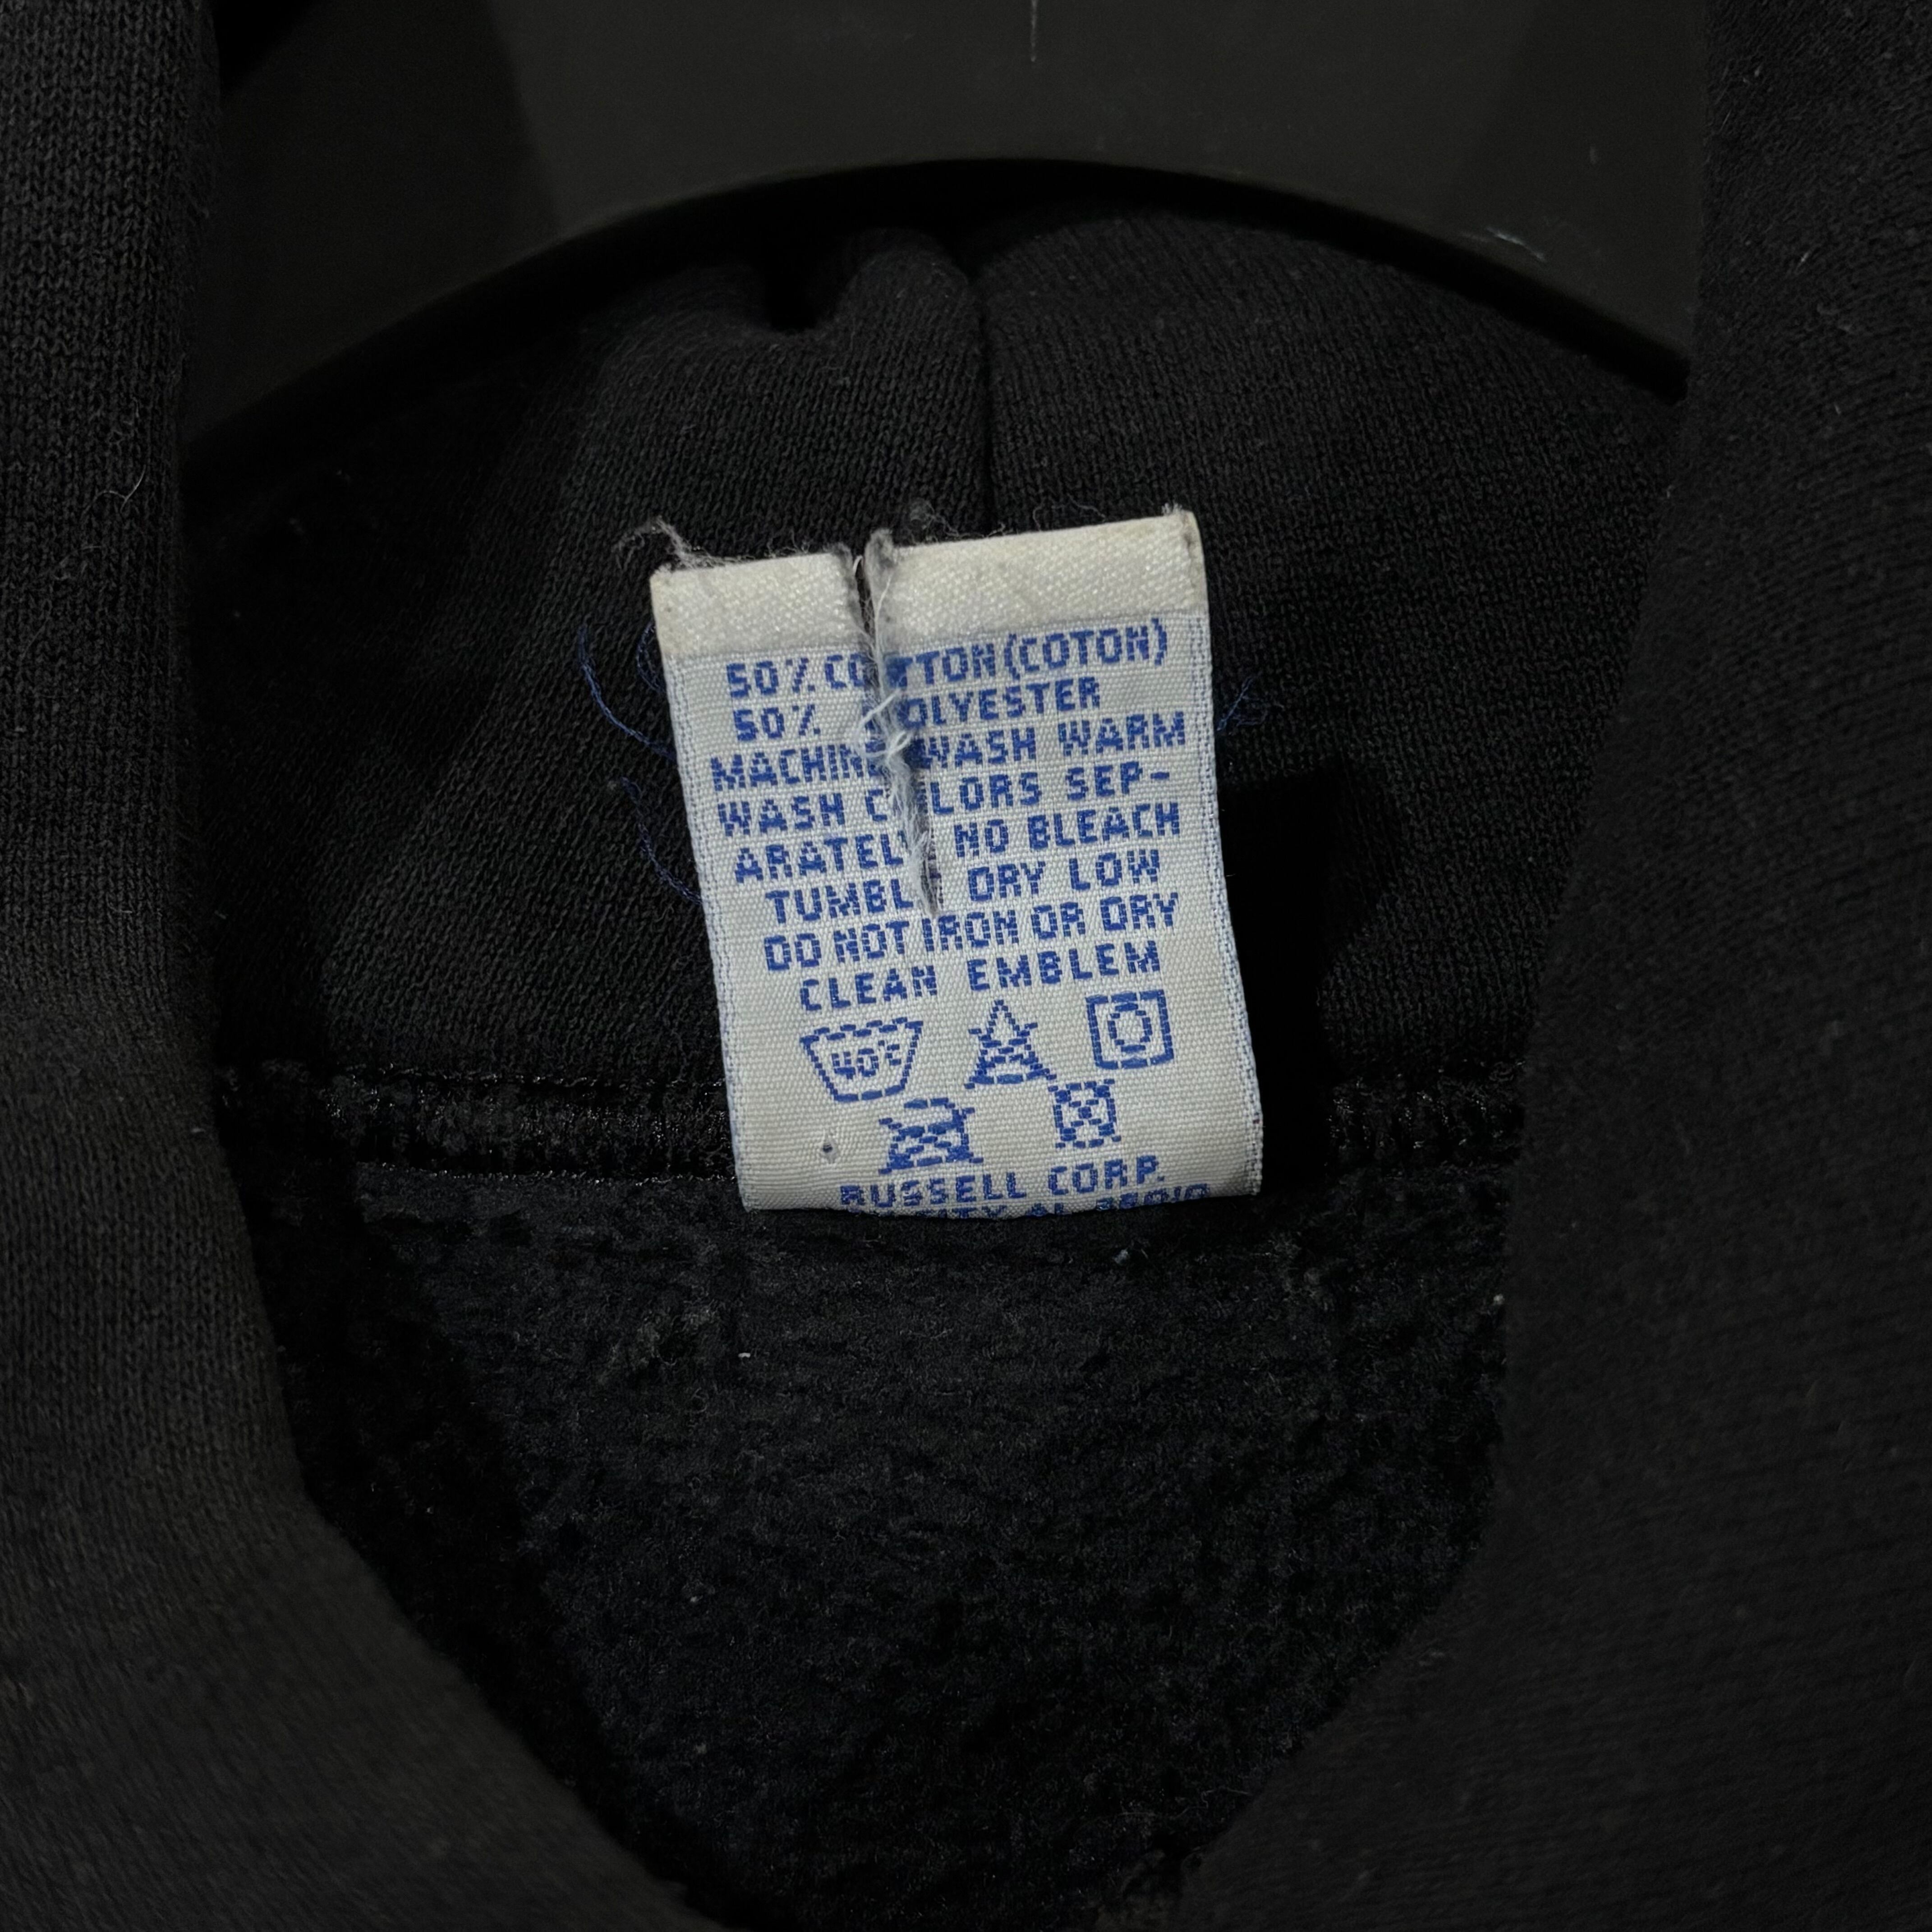 50% COTTON (COTON)
50% POLYESTER
MACHINE WASH WARM
WASH COLORS SEP-
ARATELY NO BLEACH
TUMBLE DRY LOW
DO NOT IRON OR DRY
CLEAN EMBLEM
40°C
RUSSELL CORP.
AL